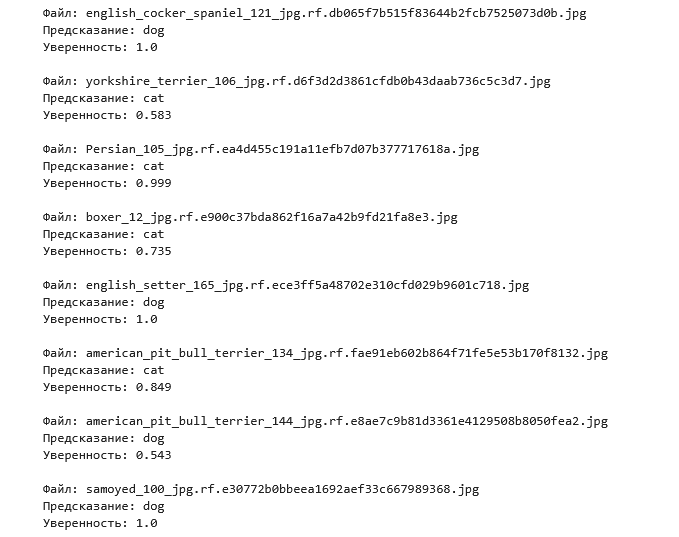 Файл: english_cocker_spaniel_121_jpg.rf.db065f7b515f83644b2fcb7525073d0b.jpg
Предсказание: dog
Уверенность: 1.0
Файл: yorkshire_terrier_106_jpg.rf.d6f3d2d3861cfdb0b43daab736c5c3d7.jpg
Предсказание: cat
Уверенность: 0.583
Файл: Persian_105_jpg.rf.ea4d455c191a11efb7d07b377717618a.jpg
Предсказание: cat
Уверенность: 0.999
Файл: boxer_12_jpg.rf.e900c37bda862f16a7a42b9fd21fa8e3.jpg
Предсказание: cat
Уверенность: 0.735
Файл: english_setter_165_jpg.rf.ece3ff5a48702e310cfd029b9601c718.jpg
Предсказание: dog
Уверенность: 1.0
Файл: american_pit_bull_terrier_134_jpg.rf.fae91eb602b864f71fe5e53b170f8132.jpg
Предсказание: cat
Уверенность: 0.849
Файл: american_pit_bull_terrier_144_jpg.rf.e8ae7c9b81d3361e4129508b8050fea2.jpg
Предсказание: dog
Уверенность: 0.543
Файл: samoyed_100_jpg.rf.e30772b0bbeea1692aef33c667989368.jpg
Предсказание: dog
Уверенность: 1.0